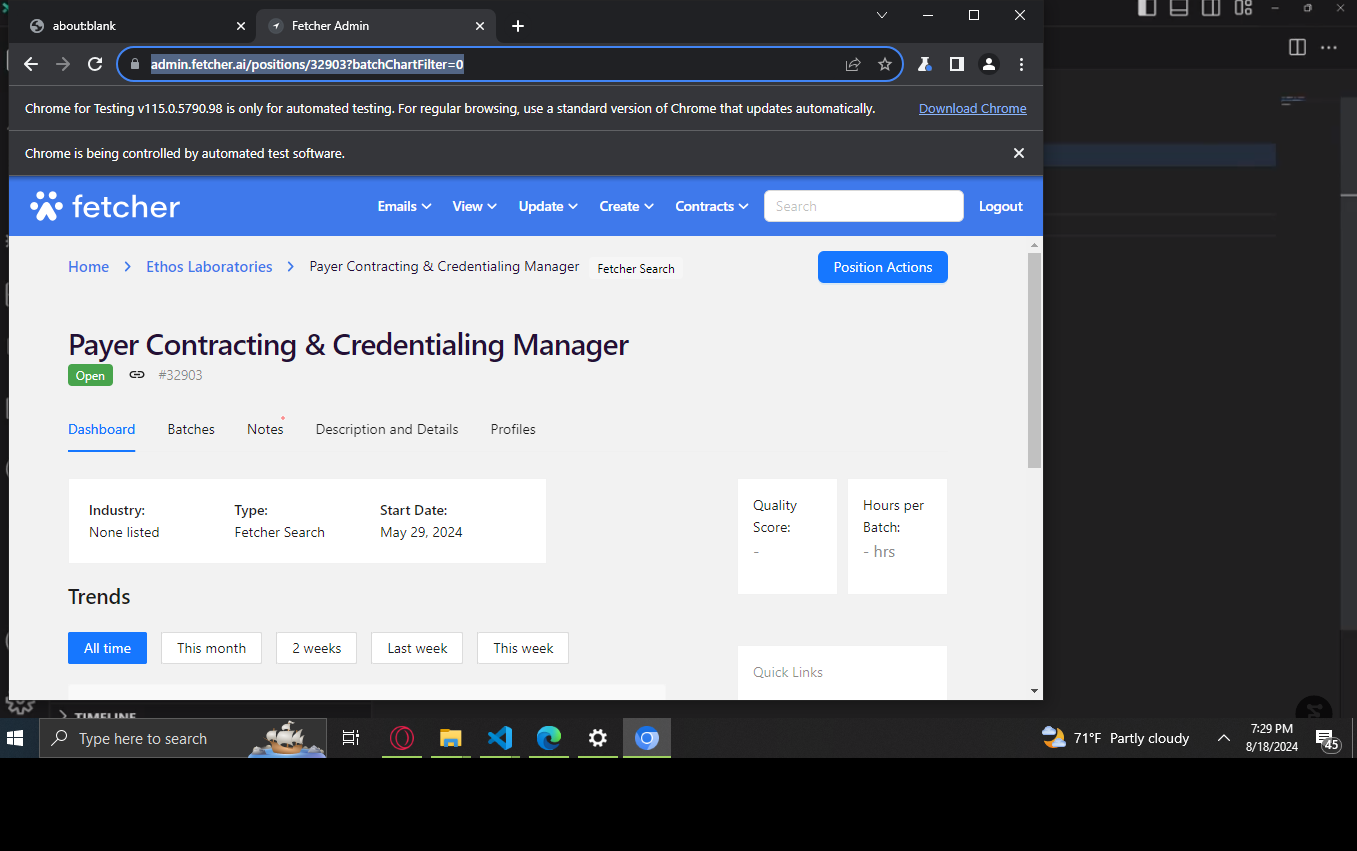 about:blank
Fetcher Admin
admin.fetcher.ai/positions/32903?batchChartFilter=0
Chrome for Testing v115.0.5790.98 is only for automated testing. For regular browsing, use a standard version of Chrome that updates automatically.
Download Chrome
Chrome is being controlled by automated test software.
fetcher
Emails View Update Create Contracts Search Logout
Home Ethos Laboratories Payer Contracting & Credentialing Manager Fetcher Search Position Actions
Payer Contracting & Credentialing Manager
Open #32903
Dashboard Batches Notes Description and Details Profiles
Industry: Type: Start Date:
None listed Fetcher Search May 29, 2024
Quality Score:
-
Hours per Batch:
- hrs
Trends
All time This month 2 weeks Last week This week
Quick Links
TIMELINE
Type here to search
71°F Partly cloudy
7:29 PM
8/18/2024
45